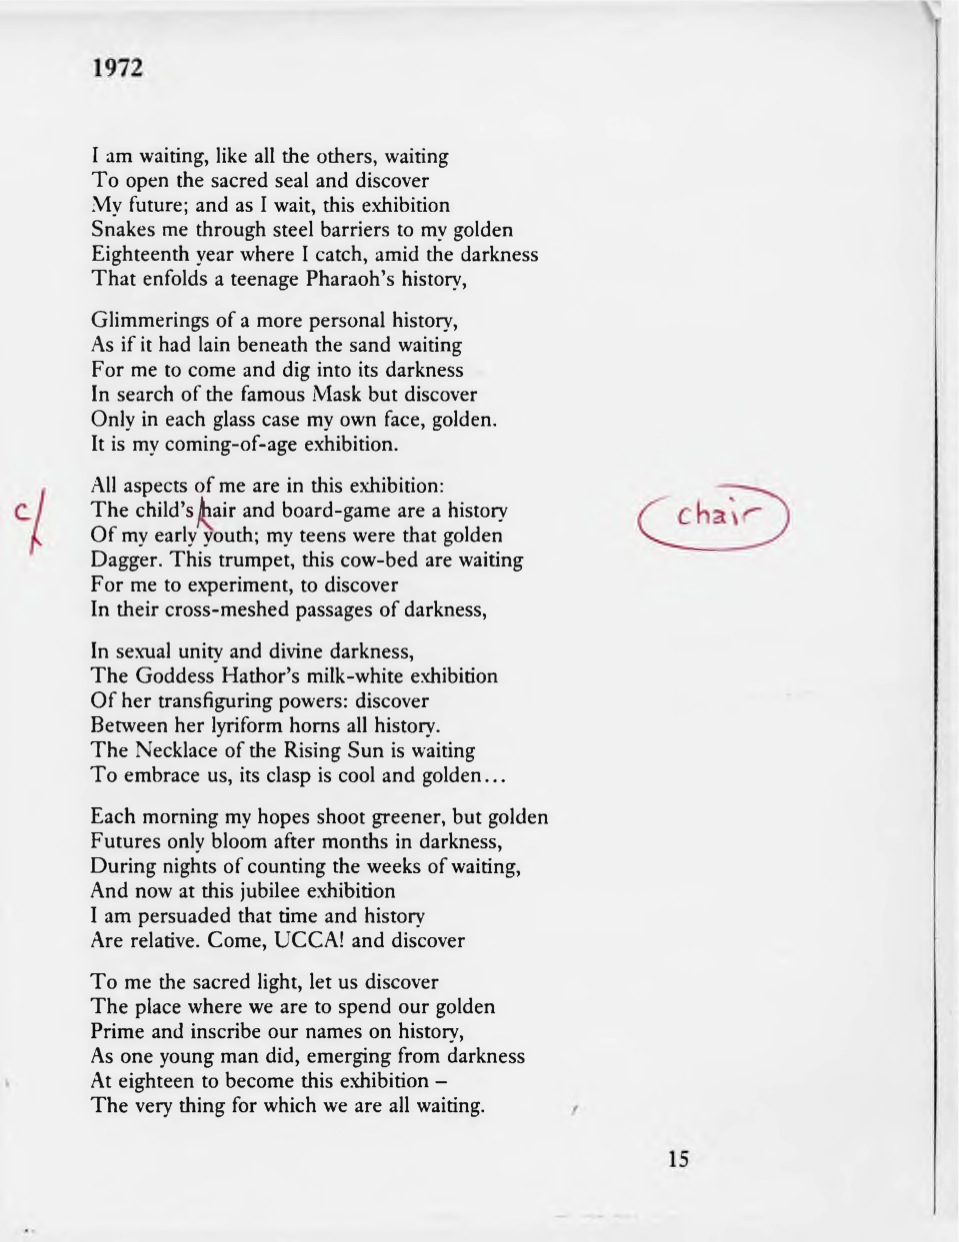 1972
I am waiting, like all the others, waiting
To open the sacred seal and discover
My future; and as I wait, this exhibition
Snakes me through steel barriers to my golden
Eighteenth year where I catch, amid the darkness
That enfolds a teenage Pharaoh's history,
Glimmerings of a more personal history,
As if it had lain beneath the sand waiting
For me to come and dig into its darkness
In search of the famous Mask but discover
Only in each glass case my own face, golden.
It is my coming-of-age exhibition.
All aspects of me are in this exhibition:
c/ The child's hair and board-game are a history chair
Of my early youth; my teens were that golden
Dagger. This trumpet, this cow-bed are waiting
For me to experiment, to discover
In their cross-meshed passages of darkness,
In sexual unity and divine darkness,
The Goddess Hathor's milk-white exhibition
Of her transfiguring powers: discover
Between her lyriform horns all history.
The Necklace of the Rising Sun is waiting
To embrace us, its clasp is cool and golden...
Each morning my hopes shoot greener, but golden
Futures only bloom after months in darkness,
During nights of counting the weeks of waiting,
And now at this jubilee exhibition
I am persuaded that time and history
Are relative. Come, UCCA! and discover
To me the sacred light, let us discover
The place where we are to spend our golden
Prime and inscribe our names on history,
As one young man did, emerging from darkness
At eighteen to become this exhibition –
The very thing for which we are all waiting.
15